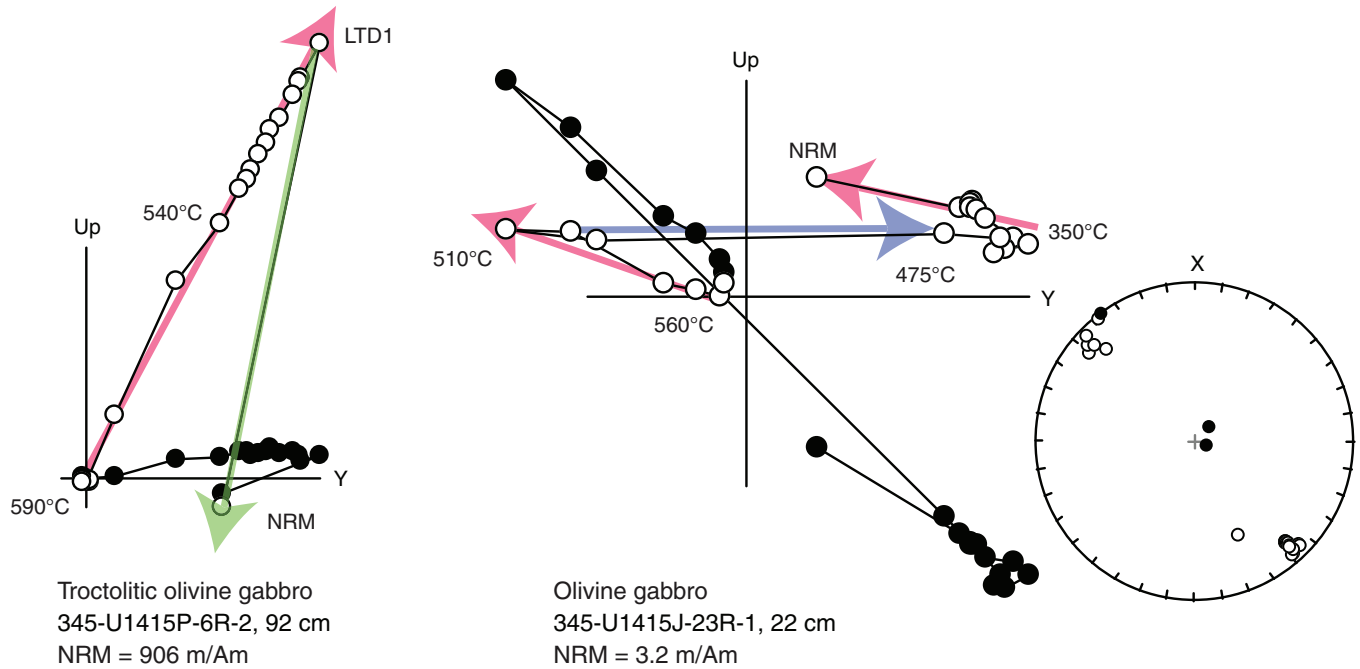 LTD1
540°C
Up
Y
590°C
NRM
Troctolitic olivine gabbro
345-U1415P-6R-2, 92 cm
NRM = 906 m/Am
Up
NRM
350°C
510°C
475°C
Y
560°C
X
Olivine gabbro
345-U1415J-23R-1, 22 cm
NRM = 3.2 m/Am